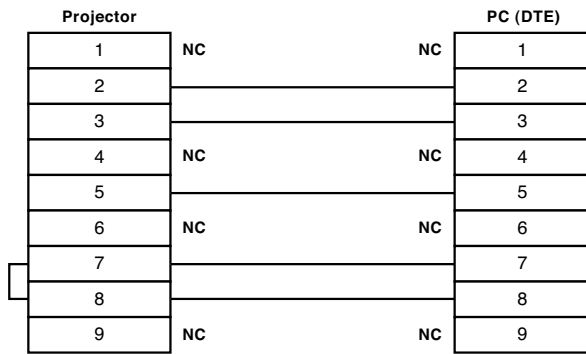 Projector PC (DTE)
1 NC NC 1
2 2
3 3
4 NC NC 4
5 5
6 NC NC 6
7 7
8 8
9 NC NC 9